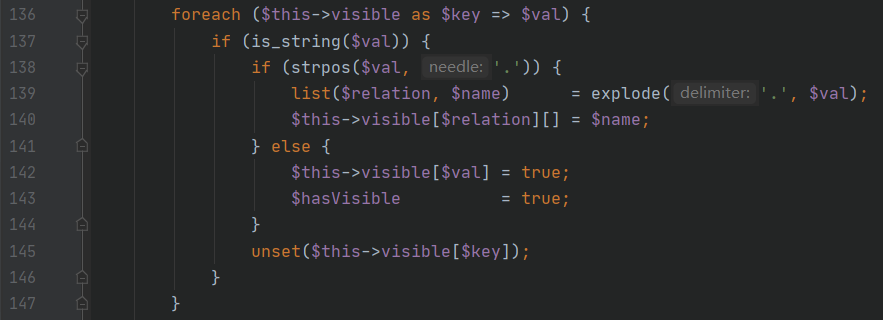 136 foreach ($this->visible as $key => $val) {
137 if (is_string($val)) {
138 if (strpos($val, needle: '.')) {
139 list($relation, $name) = explode( delimiter: '.', $val);
140 $this->visible[$relation][] = $name;
141 } else {
142 $this->visible[$val] = true;
143 $hasVisible = true;
144 }
145 unset($this->visible[$key]);
146 }
147 }